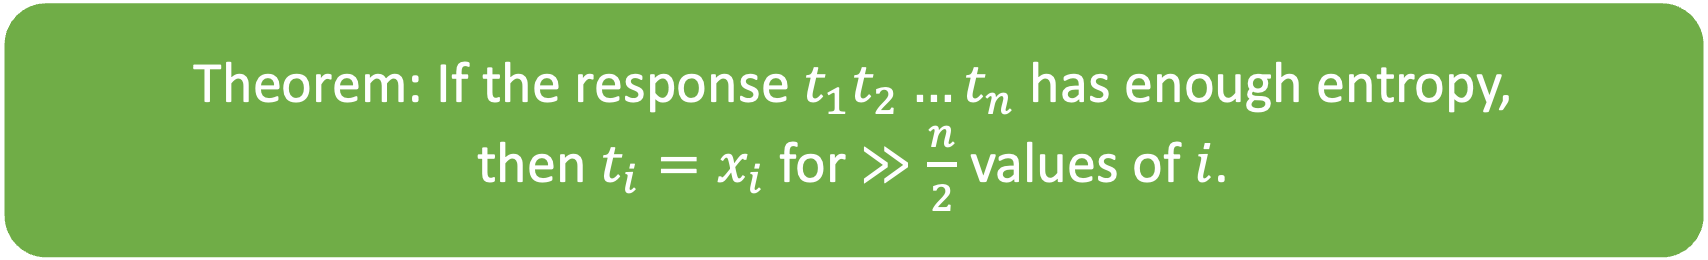 Theorem: If the response t₁t₂ … tₙ has enough entropy,
then tᵢ = xᵢ for ≫ n/2 values of i.